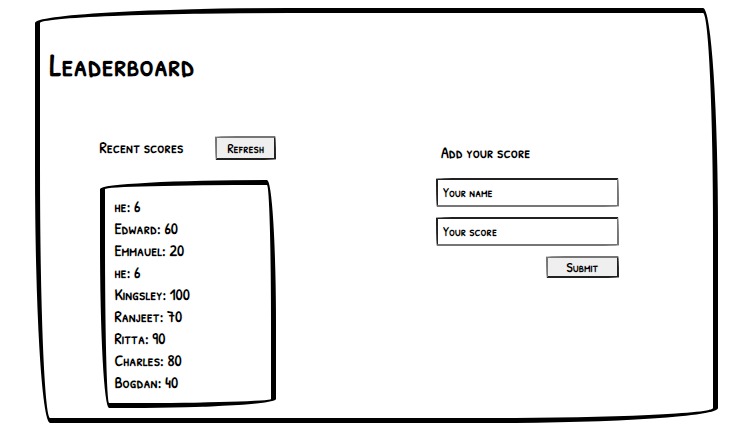 Leaderboard
Recent scores
Refresh
he: 6
Edward: 60
Emmauel: 20
he: 6
Kingsley: 100
Ranjeet: 70
Ritta: 90
Charles: 80
Bogdan: 40
Add your score
Your name
Your score
Submit